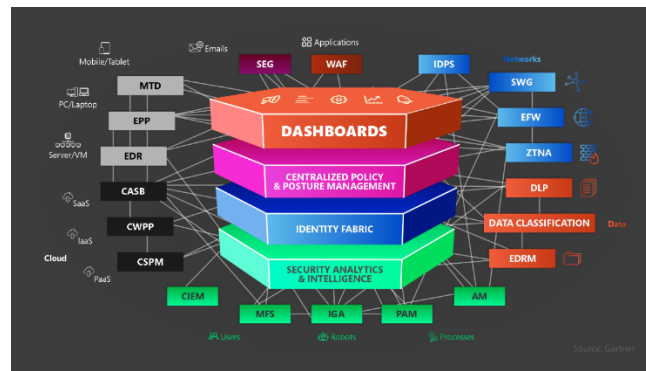 Emails
Applications
Mobile/Tablet
SEG
WAF
IDPS
Networks
MTD
SWG
PC/Laptop
EPP
EFW
DASHBOARDS
Server/VM
EDR
ZTNA
CENTRALIZED POLICY
& POSTURE MANAGEMENT
CASB
DLP
SaaS
CWPP
IDENTITY FABRIC
DATA CLASSIFICATION
Data
IaaS
Cloud
CSPM
EDRM
PaaS
SECURITY ANALYTICS
& INTELLIGENCE
CIEM
AM
MFS
IGA
PAM
Users
Robots
Processes
Source, Gartner